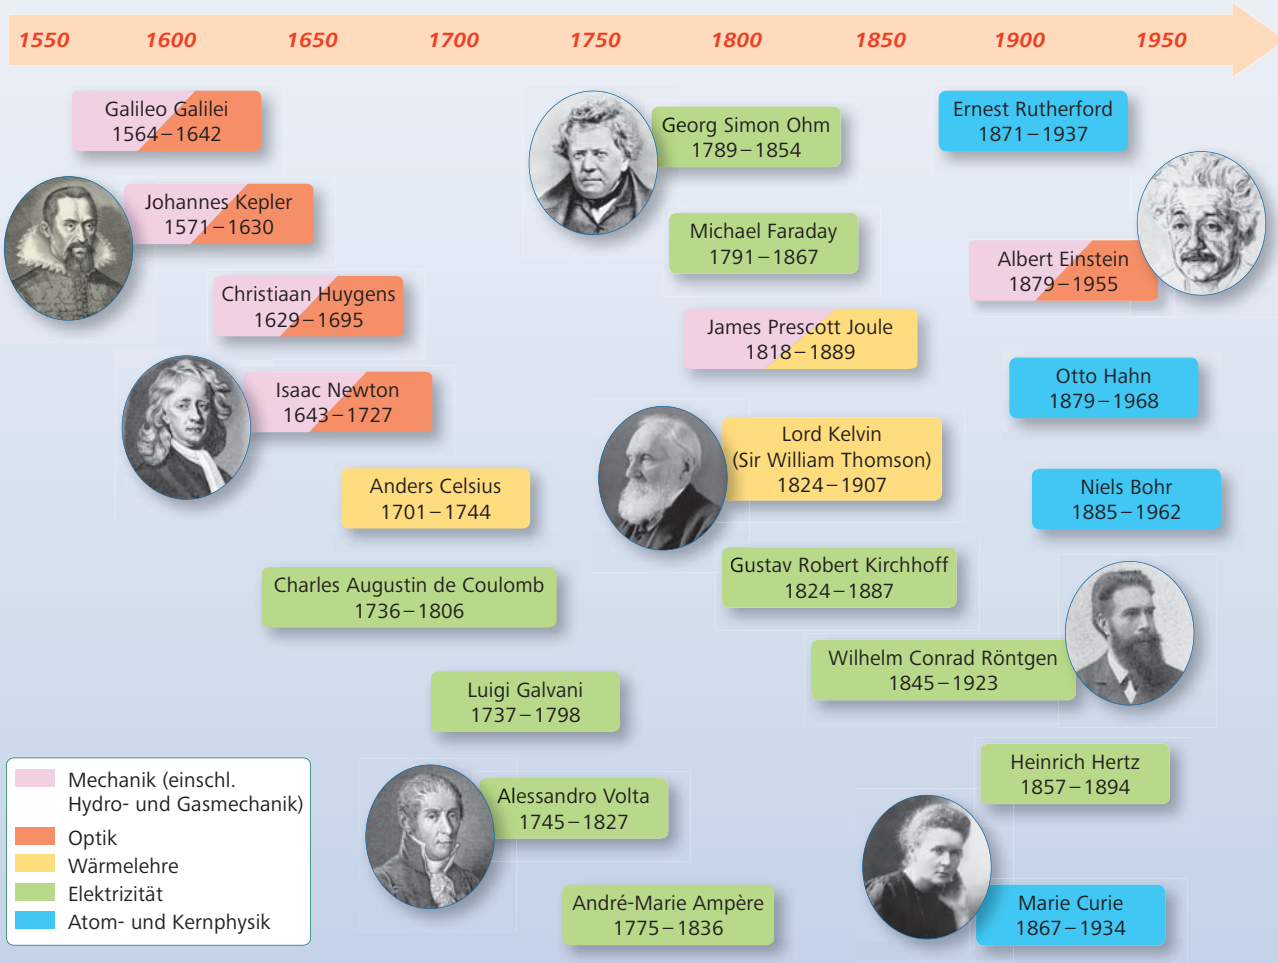 1550 1600 1650 1700 1750 1800 1850 1900 1950
Galileo Galilei
1564–1642
Johannes Kepler
1571–1630
Christiaan Huygens
1629–1695
Isaac Newton
1643–1727
Anders Celsius
1701–1744
Charles Augustin de Coulomb
1736–1806
Luigi Galvani
1737–1798
Alessandro Volta
1745–1827
André-Marie Ampère
1775–1836
Georg Simon Ohm
1789–1854
Michael Faraday
1791–1867
James Prescott Joule
1818–1889
Lord Kelvin
(Sir William Thomson)
1824–1907
Gustav Robert Kirchhoff
1824–1887
Wilhelm Conrad Röntgen
1845–1923
Heinrich Hertz
1857–1894
Marie Curie
1867–1934
Ernest Rutherford
1871–1937
Albert Einstein
1879–1955
Otto Hahn
1879–1968
Niels Bohr
1885–1962
Mechanik (einschl.
Hydro- und Gasmechanik)
Optik
Wärmelehre
Elektrizität
Atom- und Kernphysik